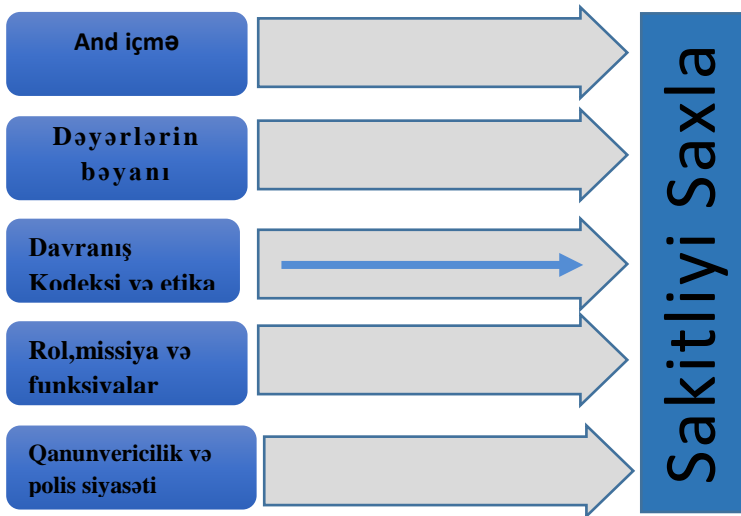 And içmə
Dəyərlərin
bəyanı
Davranış
Kodeksi və etika
Rol,missiya və
funksiyalar
Qanunvericilik və
polis siyasəti
Sakitliyi Saxla